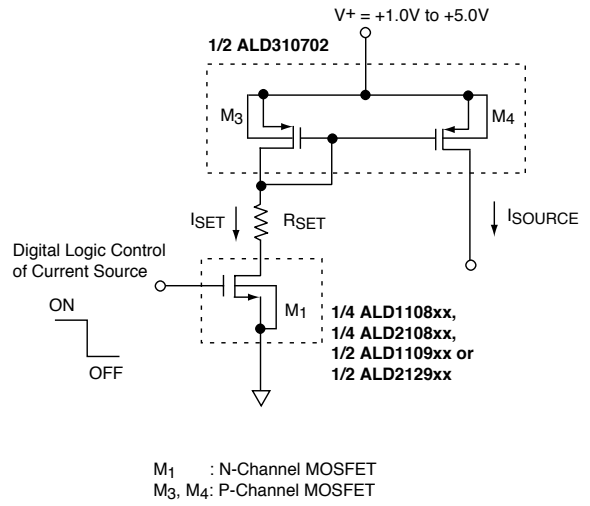 V+ = +1.0V to +5.0V
1/2 ALD310702
M3
M4
ISET
RSET
ISOURCE
Digital Logic Control
of Current Source
ON
OFF
M1
1/4 ALD1108xx,
1/4 ALD2108xx,
1/2 ALD1109xx or
1/2 ALD2129xx
M1 : N-Channel MOSFET
M3, M4: P-Channel MOSFET